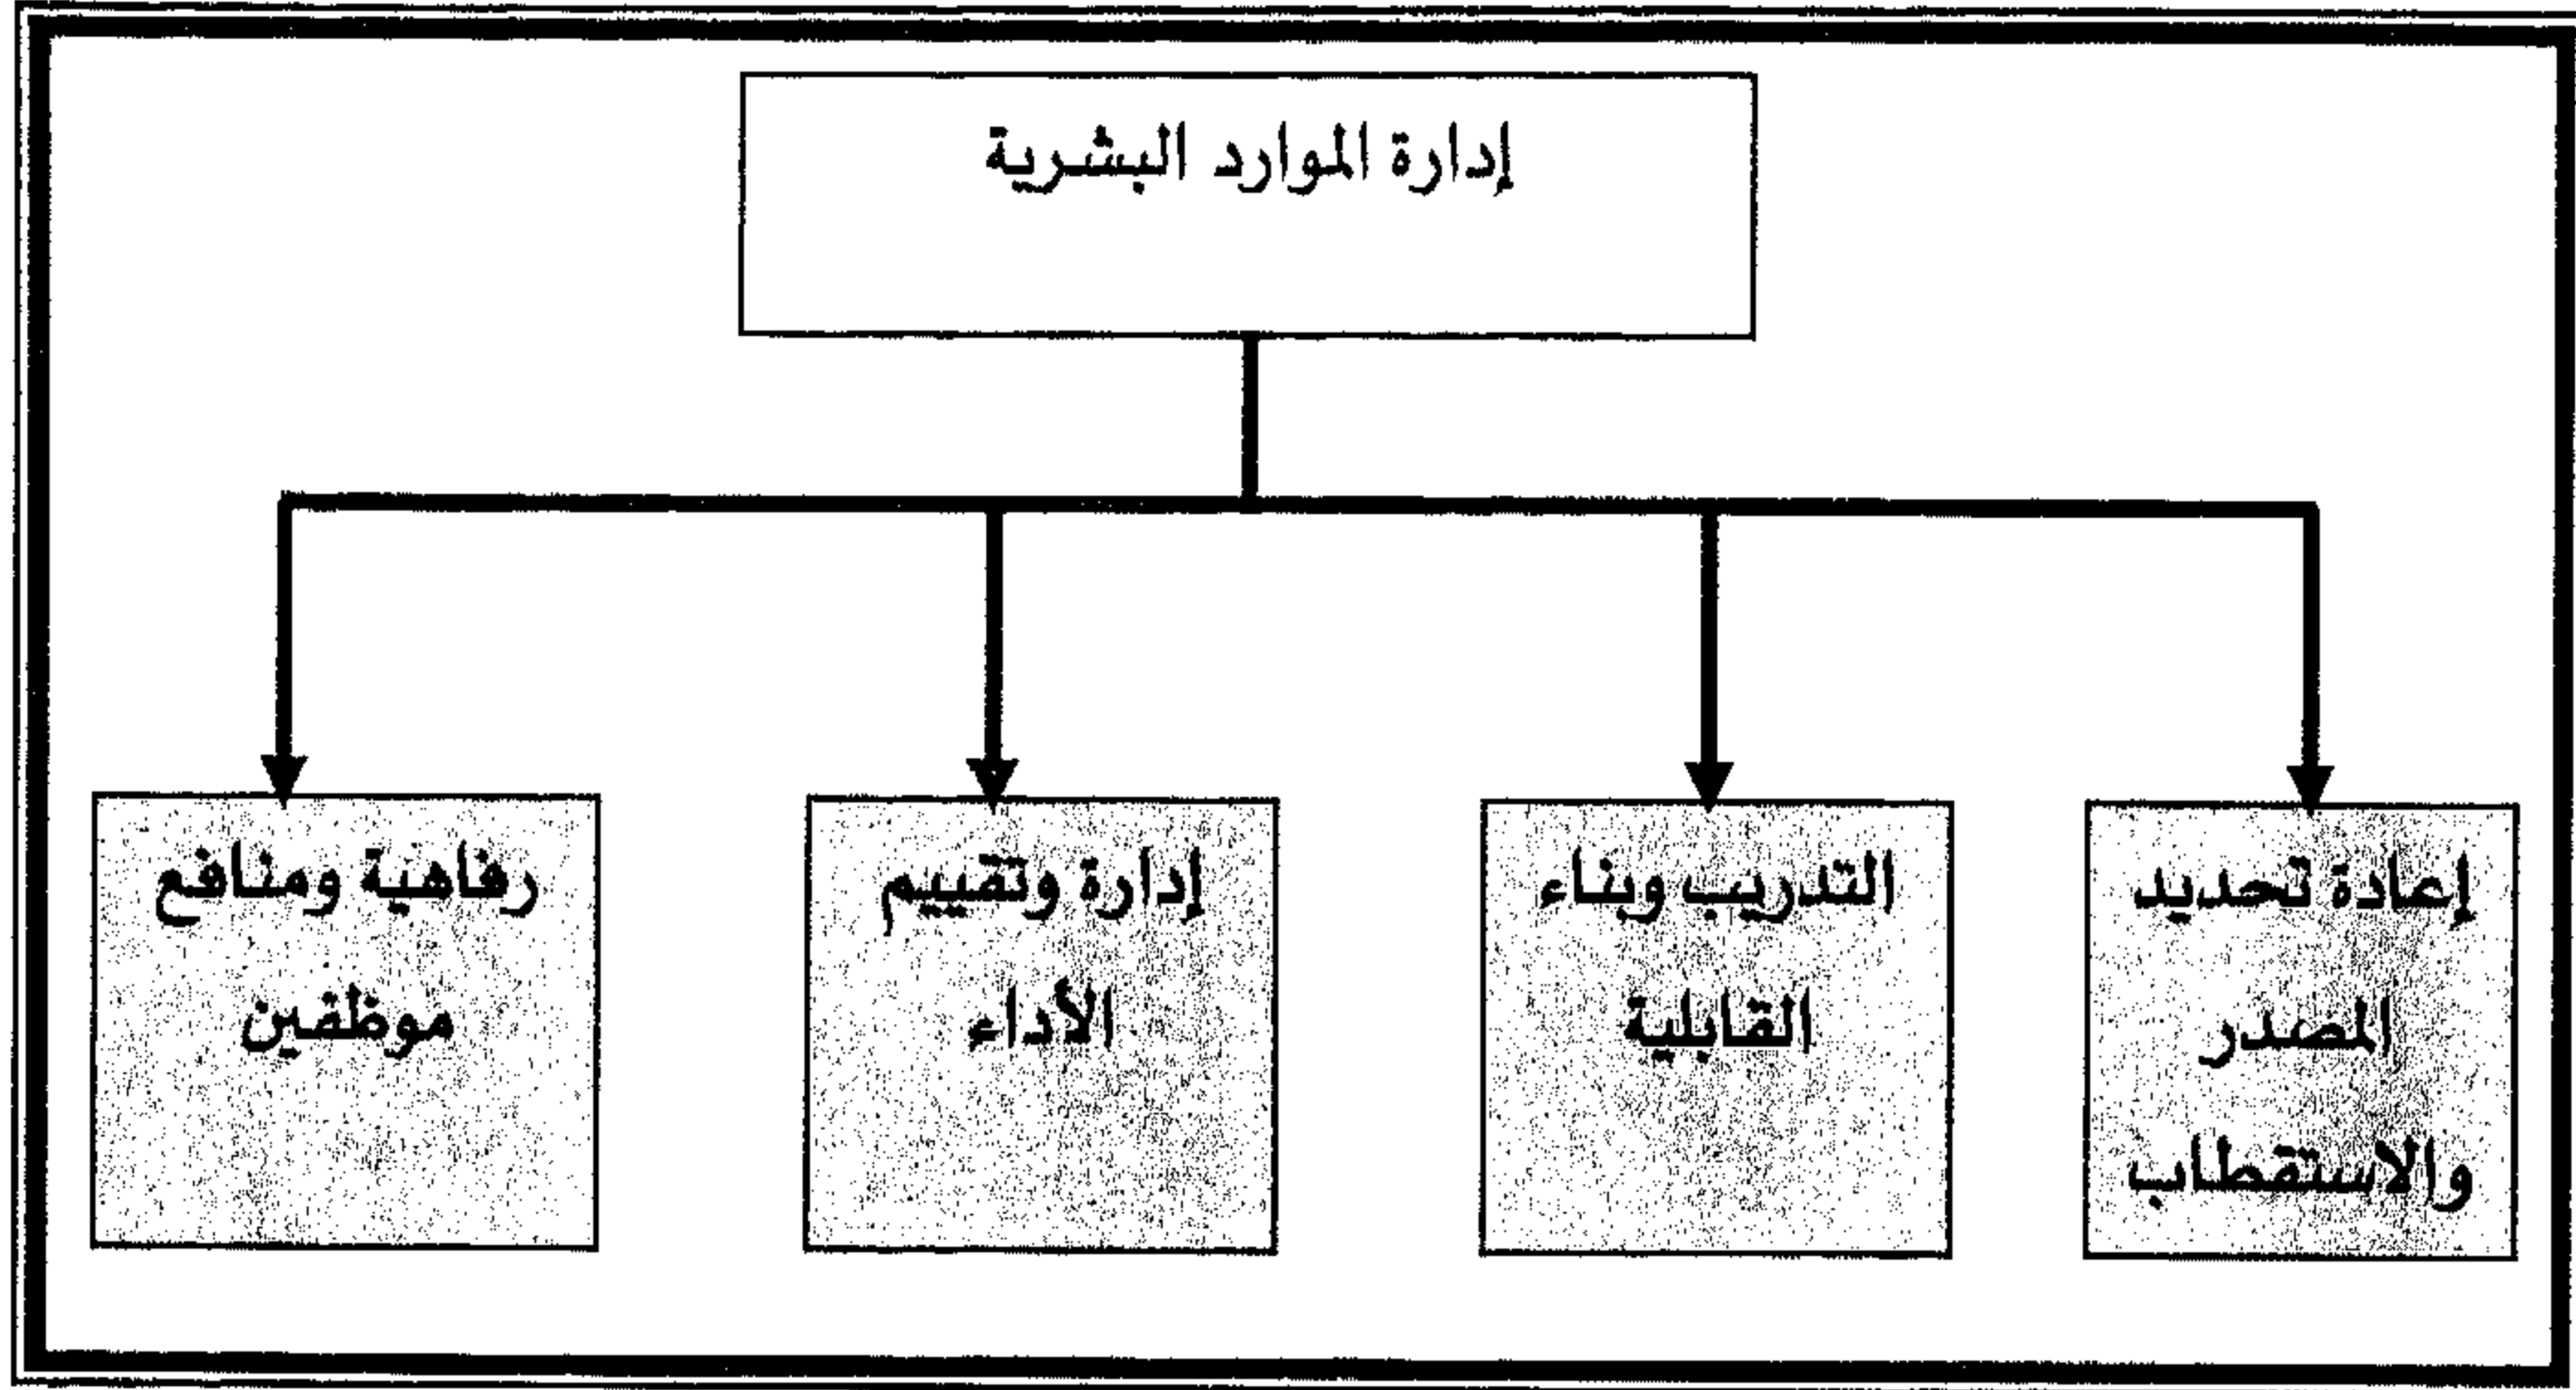 إدارة الموارد البشرية
إعادة تحديد
المصدر
والاستقطاب
التدريب وبناء
القابلية
إدارة وتقييم
الأداء
رفاهية ومنافع
موظفين